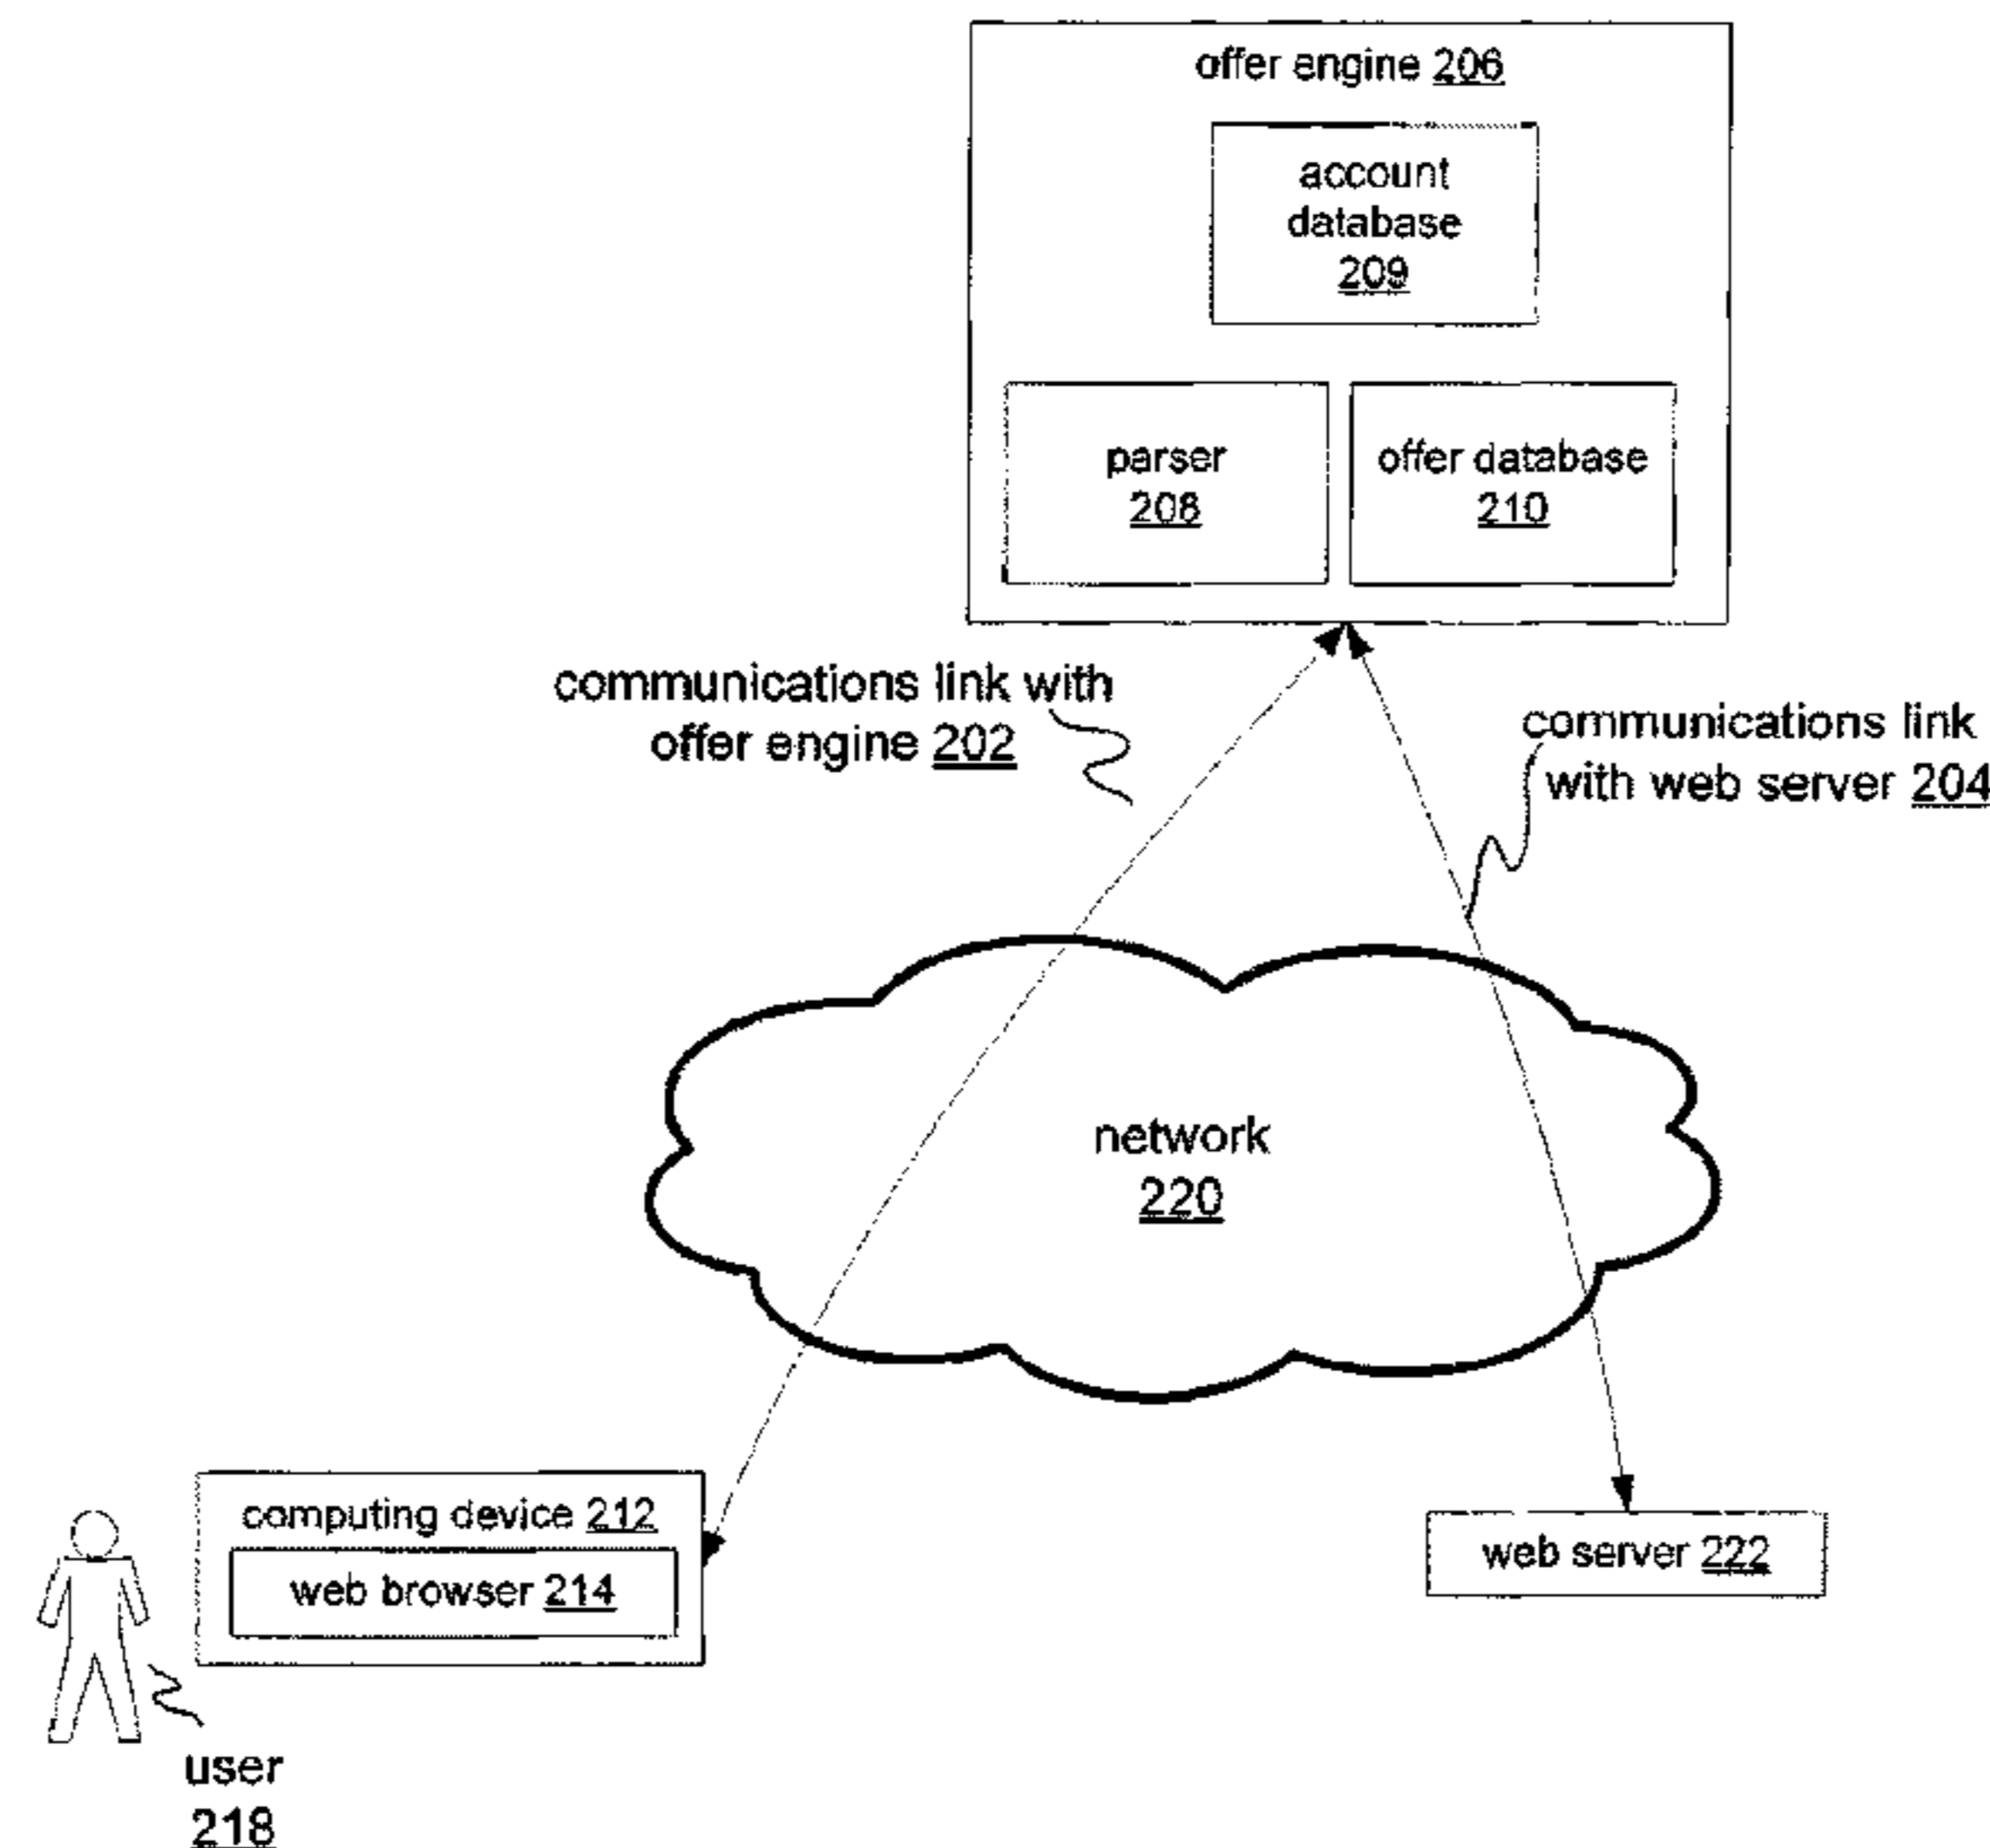 offer engine 206
account
database
209
parser
208
offer database
210
communications link with
offer engine 202
communications link
with web server 204
network
220
computing device 212
web browser 214
web server 222
user
218